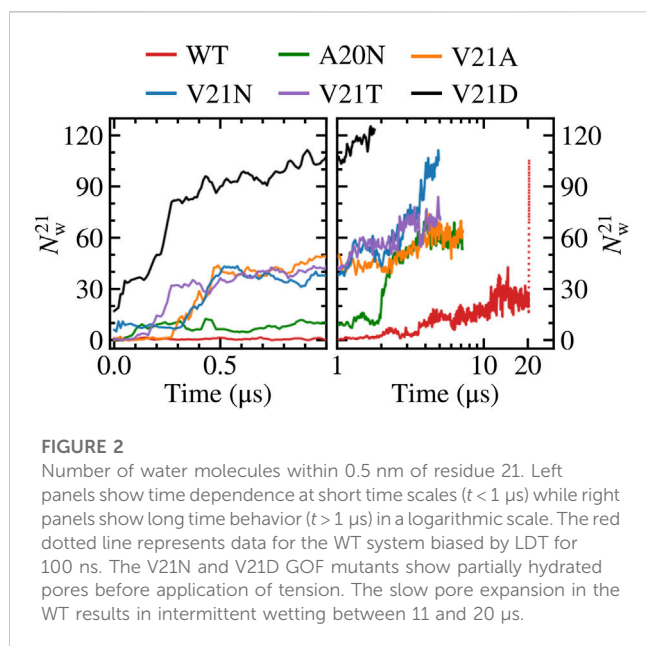 WT A20N V21A
V21N V21T V21D
120
90
60
30
0
N_w^21
0.0 0.5
Time (μs)
1 10 20
Time (μs)
120
90
60
30
0
N_w^21
FIGURE 2
Number of water molecules within 0.5 nm of residue 21. Left
panels show time dependence at short time scales (t < 1 μs) while right
panels show long time behavior (t > 1 μs) in a logarithmic scale. The red
dotted line represents data for the WT system biased by LDT for
100 ns. The V21N and V21D GOF mutants show partially hydrated
pores before application of tension. The slow pore expansion in the
WT results in intermittent wetting between 11 and 20 μs.